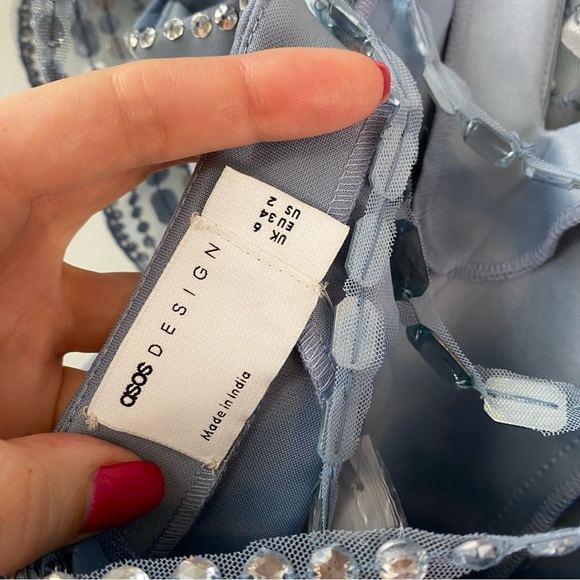 UK 6
EU 34
US 2
asos DESIGN
Made in India